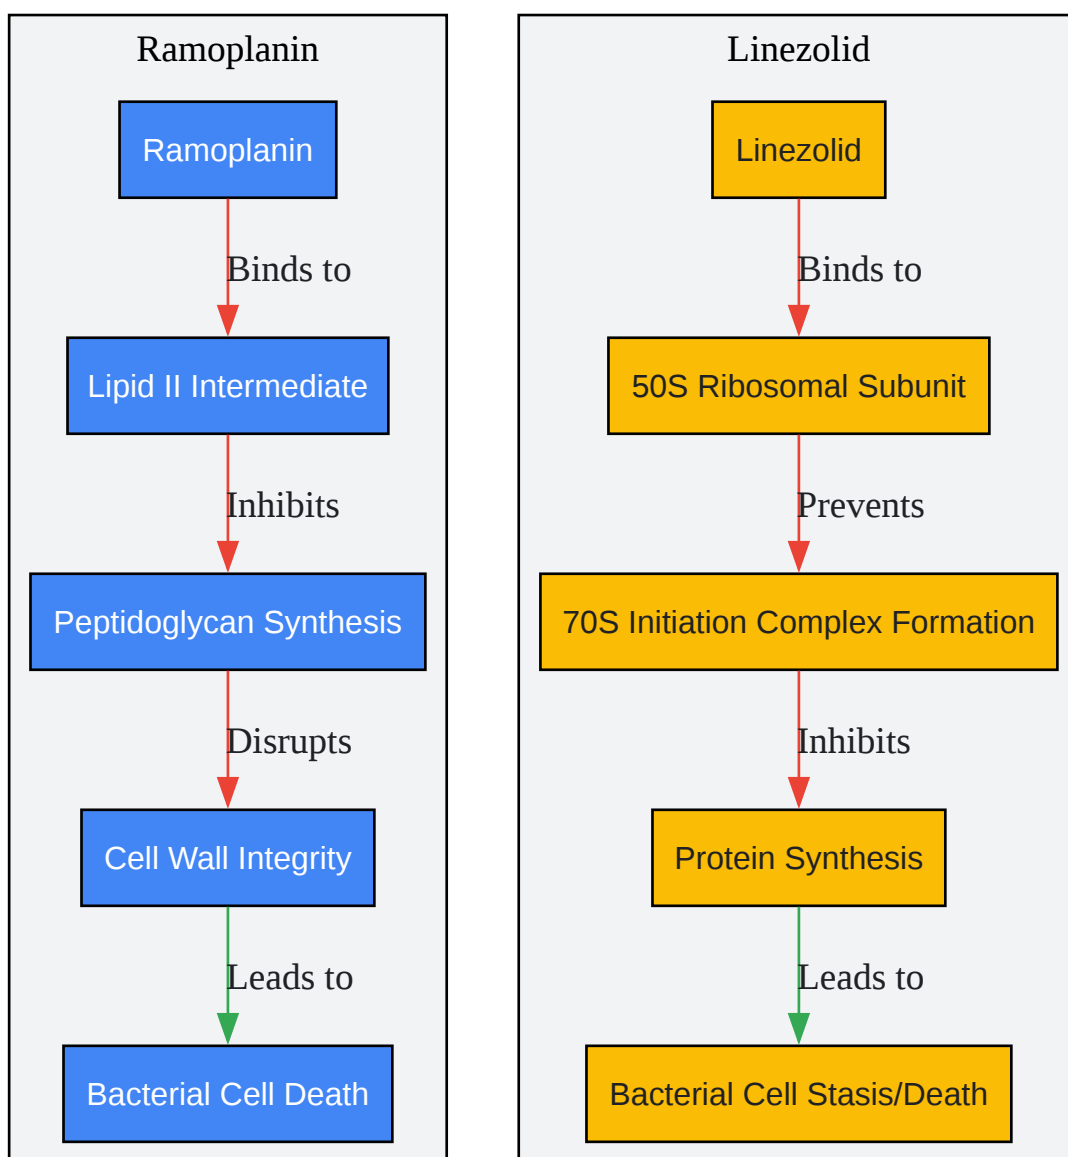 Ramoplanin
Ramoplanin
Binds to
Lipid II Intermediate
Inhibits
Peptidoglycan Synthesis
Disrupts
Cell Wall Integrity
Leads to
Bacterial Cell Death
Linezolid
Linezolid
Binds to
50S Ribosomal Subunit
Prevents
70S Initiation Complex Formation
Inhibits
Protein Synthesis
Leads to
Bacterial Cell Stasis/Death